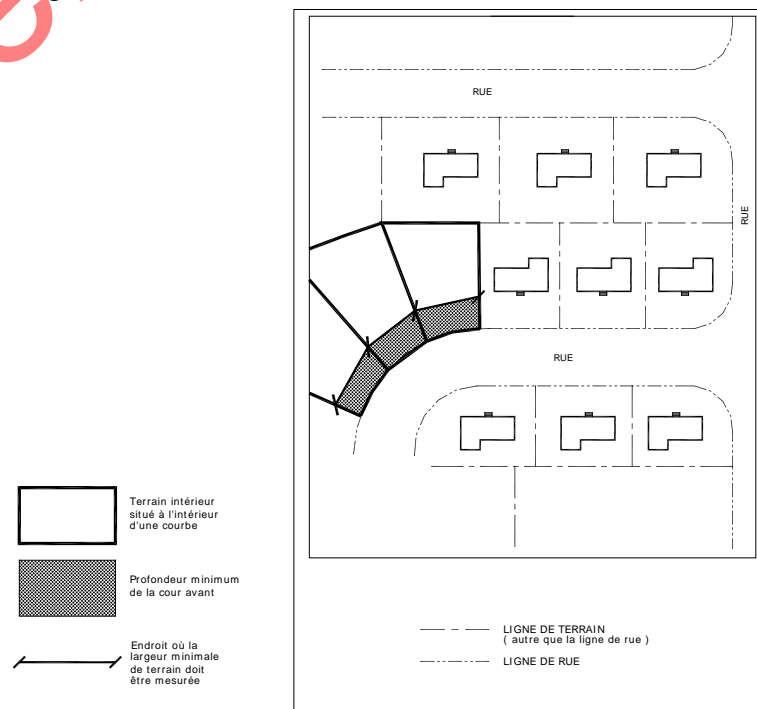 RUE
RUE
RUE
Terrain intérieur
situé à l'intérieur
d'une courbe
Profondeur minimum
de la cour avant
Endroit où la
largeur minimale
de terrain doit
être mesurée
LIGNE DE TERRAIN
( autre que la ligne de rue )
LIGNE DE RUE